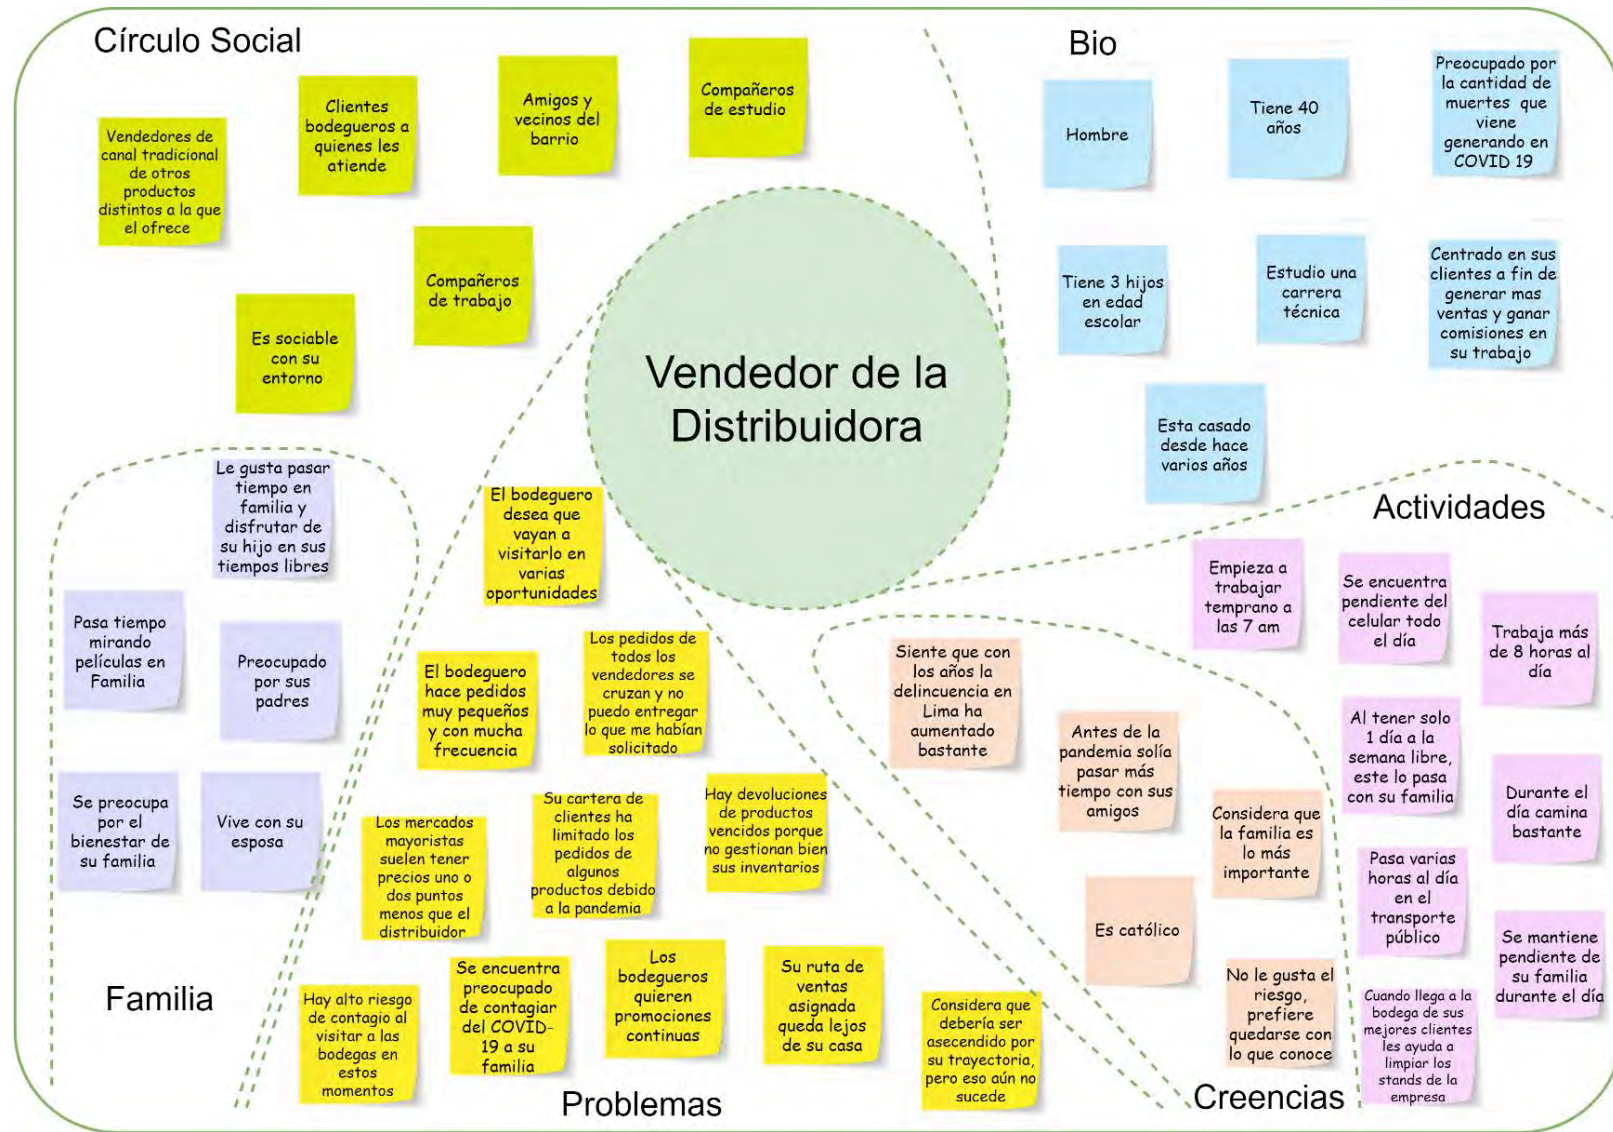 Círculo Social
Vendedores de
canal tradicional
de otros
productos
distintos a la que
el ofrece
Clientes
bodegueros a
quienes les
atiende
Amigos y
vecinos del
barrio
Compañeros
de estudio
Compañeros
de trabajo
Es sociable
con su
entorno
Bio
Hombre
Tiene 40
años
Preocupado por
la cantidad de
muertes que
viene
generando en
COVID 19
Tiene 3 hijos
en edad
escolar
Estudio una
carrera
técnica
Centrado en sus
clientes a fin de
generar mas
ventas y ganar
comisiones en
su trabajo
Esta casado
desde hace
varios años
Vendedor de la
Distribuidora
Le gusta pasar
tiempo en
familia y
disfrutar de
su hijo en sus
tiempos libres
Pasa tiempo
mirando
películas en
Familia
Preocupado
por sus
padres
Se preocupa
por el
bienestar de
su familia
Vive con su
esposa
Familia
El bodeguero
desea que
vayan a
visitarlo en
varias
oportunidades
El bodeguero
hace pedidos
muy pequeños
y con mucha
frecuencia
Los pedidos de
todos los
vendedores se
cruzan y no
puedo entregar
lo que me habían
solicitado
Los mercados
mayoristas
suelen tener
precios uno o
dos puntos
menos que el
distribuidor
Su cartera de
clientes ha
limitado los
pedidos de
algunos
productos debido
a la pandemia
Hay devoluciones
de productos
vencidos porque
no gestionan bien
sus inventarios
Hay alto riesgo
de contagio al
visitar a las
bodegas en
estos
momentos
Se encuentra
preocupado
de contagiar
del COVID-
19 a su
familia
Los
bodegueros
quieren
promociones
continuas
Su ruta de
ventas
asignada
queda lejos
de su casa
Considera que
debería ser
asecendido por
su trayectoria,
pero eso aún no
sucede
Problemas
Siente que con
los años la
delincuencia en
Lima ha
aumentado
bastante
Antes de la
pandemia solía
pasar más
tiempo con sus
amigos
Considera que
la familia es
lo más
importante
Es católico
No le gusta el
riesgo,
prefiere
quedarse con
lo que conoce
Creencias
Actividades
Empieza a
trabajar
temprano a
las 7 am
Se encuentra
pendiente del
celular todo
el día
Trabaja más
de 8 horas al
día
Al tener solo
1 día a la
semana libre,
este lo pasa
con su familia
Durante el
día camina
bastante
Pasa varias
horas al día
en el
transporte
público
Se mantiene
pendiente de
su familia
durante el día
Cuando llega a la
bodega de sus
mejores clientes
les ayuda a
limpiar los
stands de la
empresa